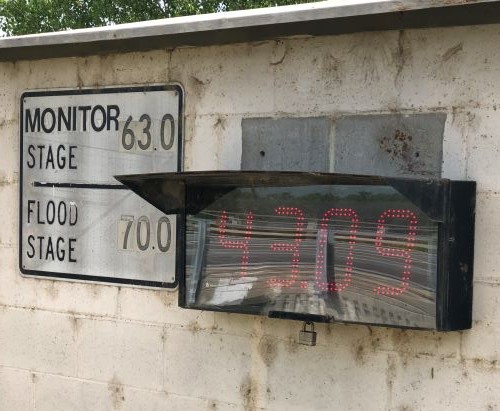 MONITOR 63.0
STAGE
FLOOD
STAGE 70.0
43.09